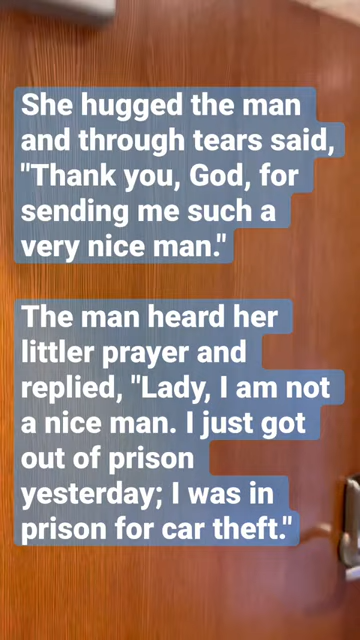 She hugged the man
and through tears said,
"Thank you, God, for
sending me such a
very nice man."
The man heard her
littler prayer and
replied, "Lady, I am not
a nice man. I just got
out of prison
yesterday; I was in
prison for car theft."